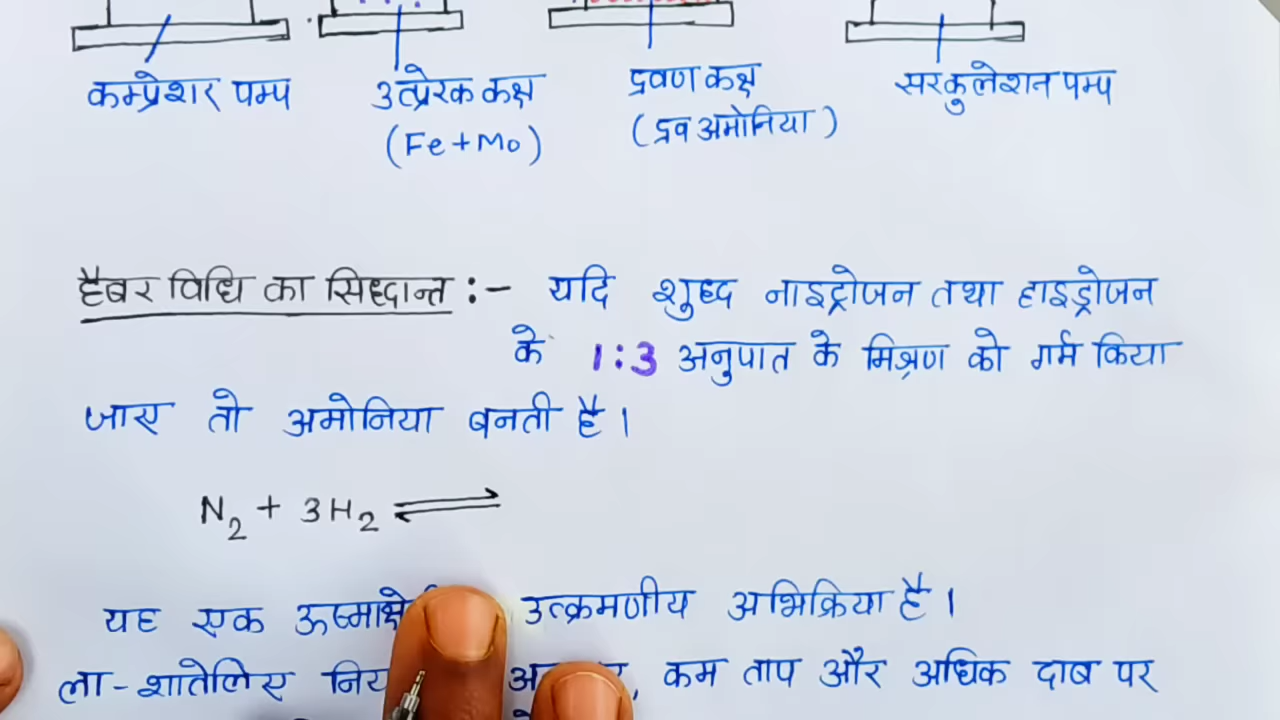 कम्प्रेशर पम्प
उत्प्रेरक कक्ष
(Fe+Mo)
द्रवण कक्ष
(द्रव अमोनिया)
सरकुलेशन पम्प
हैबर विधि का सिद्धान्त :- यदि शुद्ध नाइट्रोजन तथा हाइड्रोजन
के 1:3 अनुपात के मिश्रण को गर्म किया
जाए तो अमोनिया बनती है।
N₂ + 3H₂ ⇌
यह एक उत्क्रमणीय अभिक्रिया है।
ला-शातेलिए कम ताप और अधिक दाब पर